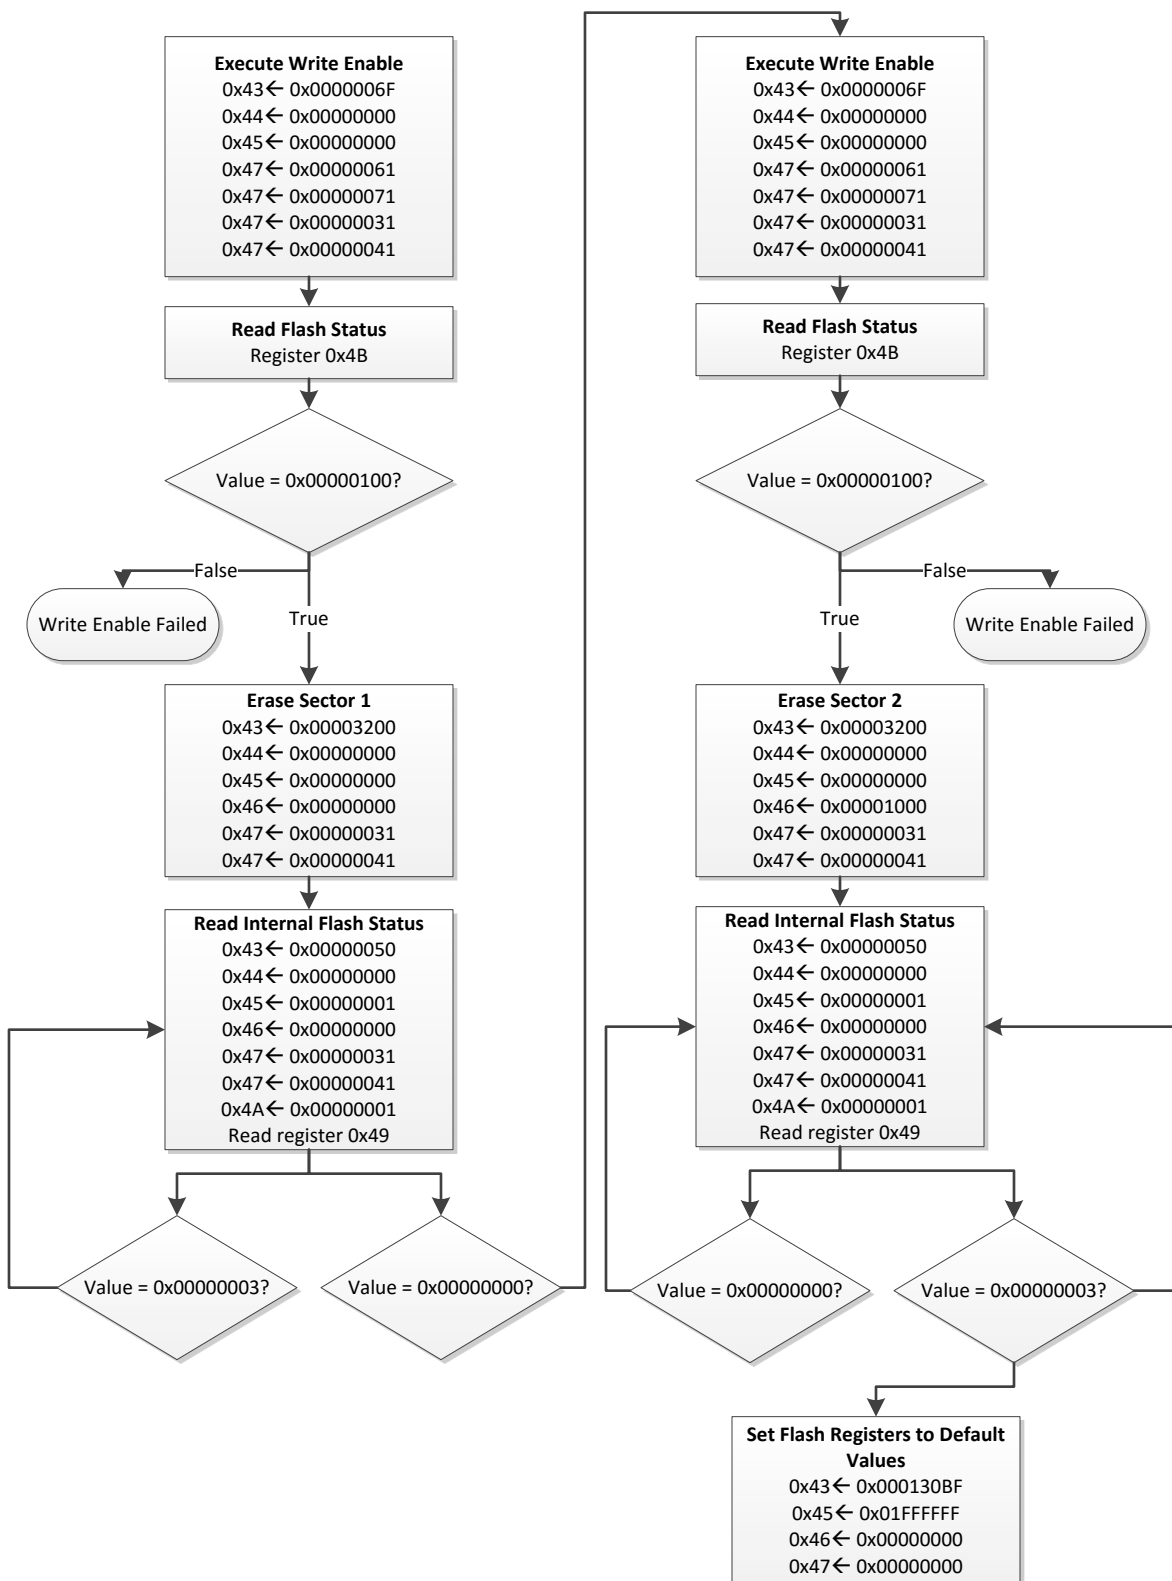 Execute Write Enable
0x43← 0x0000006F
0x44← 0x00000000
0x45← 0x00000000
0x47← 0x00000061
0x47← 0x00000071
0x47← 0x00000031
0x47← 0x00000041
Read Flash Status
Register 0x4B
Value = 0x00000100?
False
Write Enable Failed
True
Erase Sector 1
0x43← 0x00003200
0x44← 0x00000000
0x45← 0x00000000
0x46← 0x00000000
0x47← 0x00000031
0x47← 0x00000041
Read Internal Flash Status
0x43← 0x00000050
0x44← 0x00000000
0x45← 0x00000001
0x46← 0x00000000
0x47← 0x00000031
0x47← 0x00000041
0x4A← 0x00000001
Read register 0x49
Value = 0x00000003?
Value = 0x00000000?
Execute Write Enable
0x43← 0x0000006F
0x44← 0x00000000
0x45← 0x00000000
0x47← 0x00000061
0x47← 0x00000071
0x47← 0x00000031
0x47← 0x00000041
Read Flash Status
Register 0x4B
Value = 0x00000100?
False
Write Enable Failed
True
Erase Sector 2
0x43← 0x00003200
0x44← 0x00000000
0x45← 0x00000000
0x46← 0x00001000
0x47← 0x00000031
0x47← 0x00000041
Read Internal Flash Status
0x43← 0x00000050
0x44← 0x00000000
0x45← 0x00000001
0x46← 0x00000000
0x47← 0x00000031
0x47← 0x00000041
0x4A← 0x00000001
Read register 0x49
Value = 0x00000000?
Value = 0x00000003?
Set Flash Registers to Default
Values
0x43← 0x000130BF
0x45← 0x01FFFFFF
0x46← 0x00000000
0x47← 0x00000000